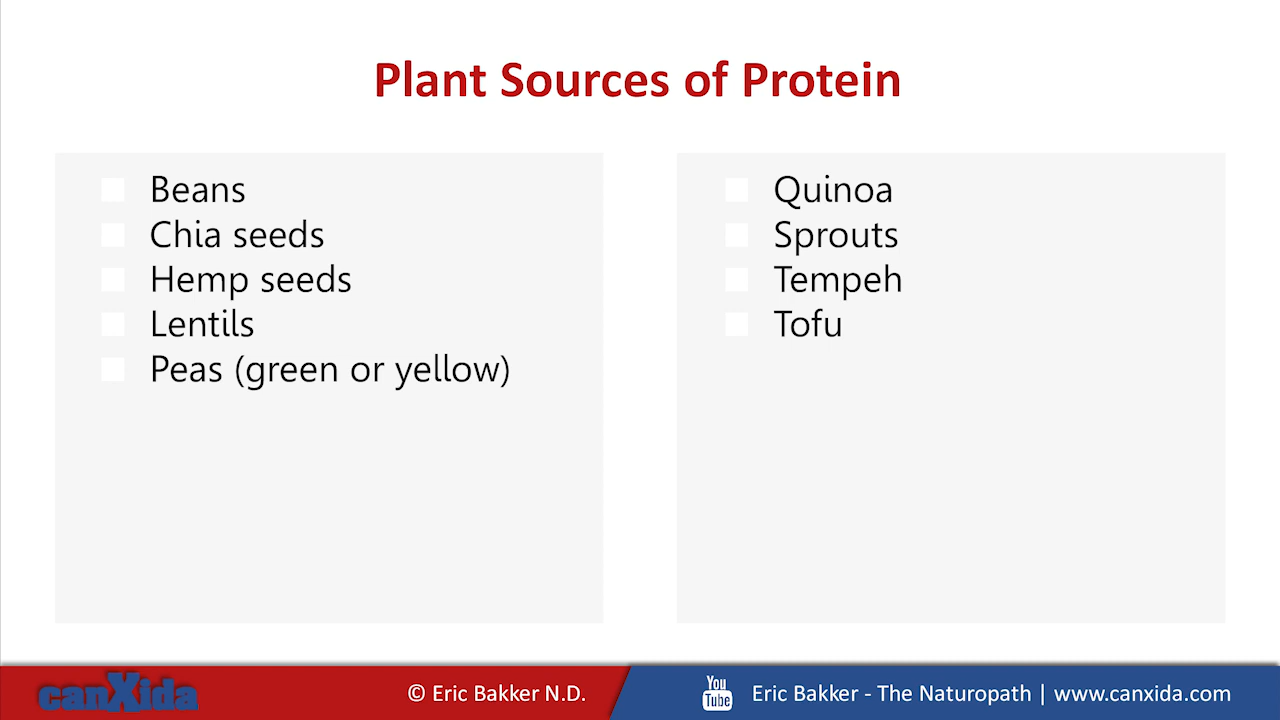 Plant Sources of Protein
Beans
Chia seeds
Hemp seeds
Lentils
Peas (green or yellow)
Quinoa
Sprouts
Tempeh
Tofu
canXida
© Eric Bakker N.D.
You
Tube
Eric Bakker - The Naturopath | www.canxida.com